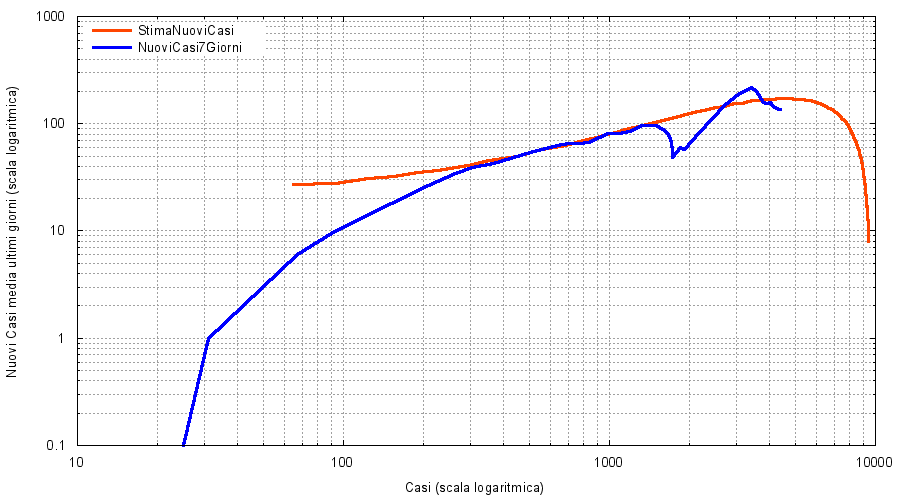 1000
StimaNuoviCasi
NuoviCasi7Giorni
100
10
1
0.1
Nuovi Casi media ultimi giorni (scala logaritmica)
10
100
1000
10000
Casi (scala logaritmica)